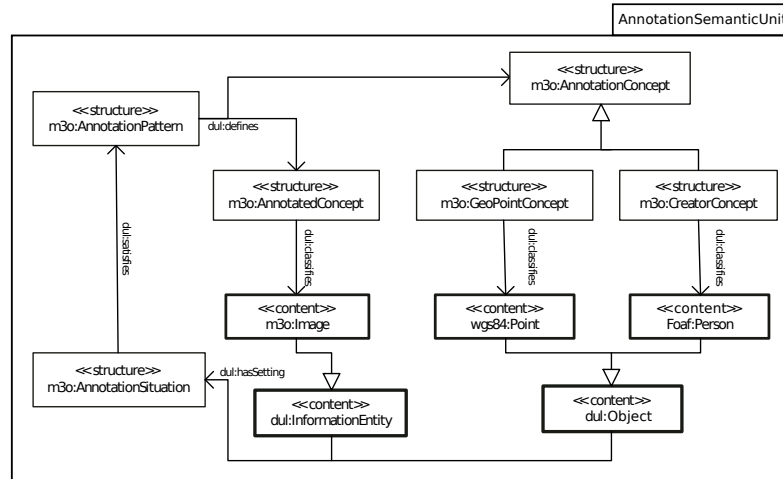 AnnotationSemanticUnit
<<structure>>
m3o:AnnotationConcept
<<structure>>
m3o:AnnotationPattern
dul:defines
<<structure>>
m3o:AnnotatedConcept
<<structure>>
m3o:GeoPointConcept
<<structure>>
m3o:CreatorConcept
dul:satisfies
dul:classifies
dul:classifies
dul:classifies
<<content>>
m3o:Image
<<content>>
wgs84:Point
<<content>>
Foaf:Person
<<structure>>
m3o:AnnotationSituation
dul:hasSetting
<<content>>
dul:InformationEntity
<<content>>
dul:Object